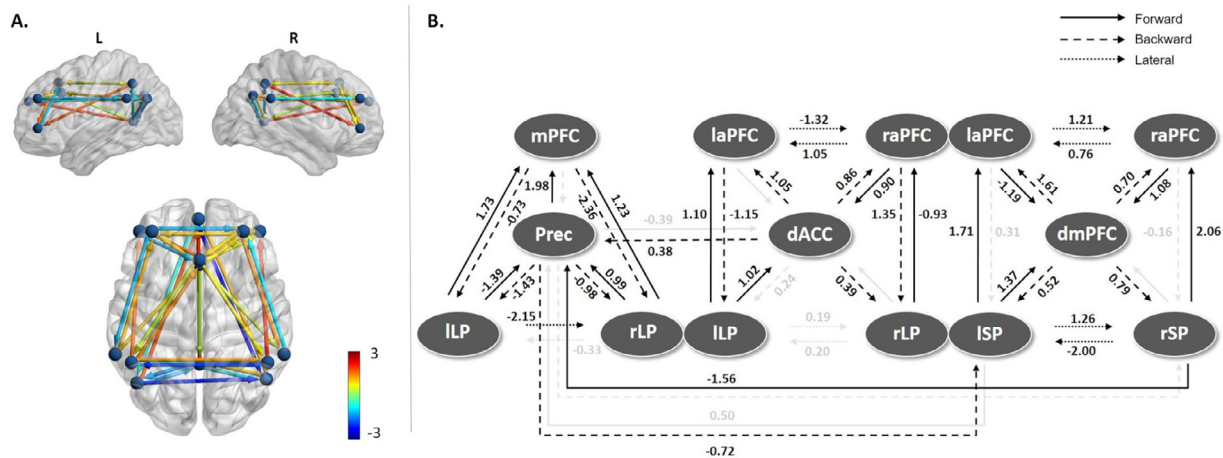 A.
L
R
3
-3
B.
Forward
Backward
Lateral
mPFC
laPFC
-1.32
1.05
raPFC
laPFC
1.21
0.76
raPFC
1.73
-0.73
1.98
-2.36
1.23
1.10
-1.15
1.05
0.86
0.90
1.35
-0.93
1.71
0.31
-1.19
1.61
0.70
1.08
-0.16
2.06
Prec
-0.39
0.38
dACC
dmPFC
-1.39
-1.43
0.99
-0.98
1.02
0.24
0.39
1.37
0.52
0.79
lLP
-2.15
-0.33
rLP
lLP
0.19
0.20
rLP
lSP
1.26
-2.00
rSP
-1.56
0.50
-0.72